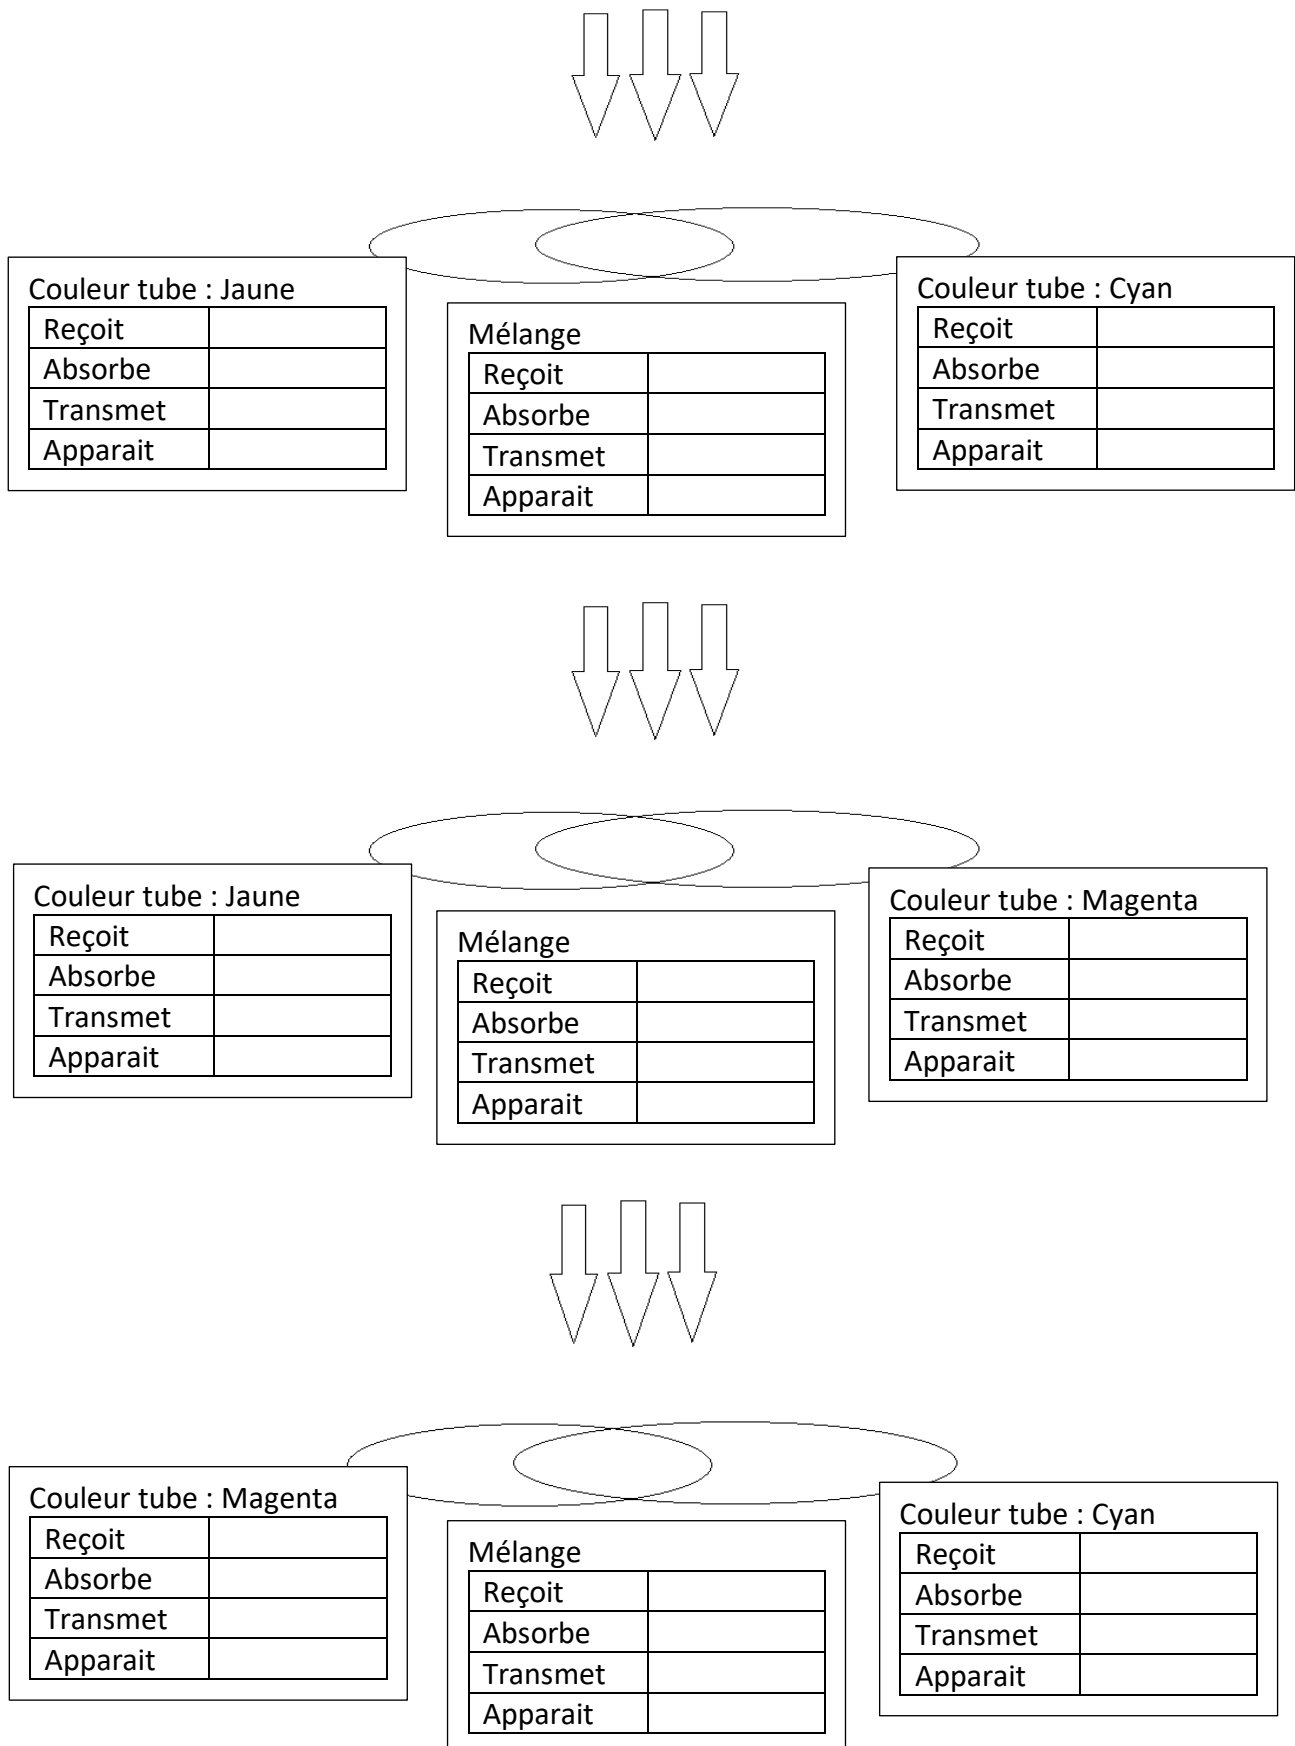 Couleur tube : Jaune
Reçoit
Absorbe
Transmet
Apparait
Mélange
Reçoit
Absorbe
Transmet
Apparait
Couleur tube : Cyan
Reçoit
Absorbe
Transmet
Apparait
Couleur tube : Jaune
Reçoit
Absorbe
Transmet
Apparait
Mélange
Reçoit
Absorbe
Transmet
Apparait
Couleur tube : Magenta
Reçoit
Absorbe
Transmet
Apparait
Couleur tube : Magenta
Reçoit
Absorbe
Transmet
Apparait
Mélange
Reçoit
Absorbe
Transmet
Apparait
Couleur tube : Cyan
Reçoit
Absorbe
Transmet
Apparait